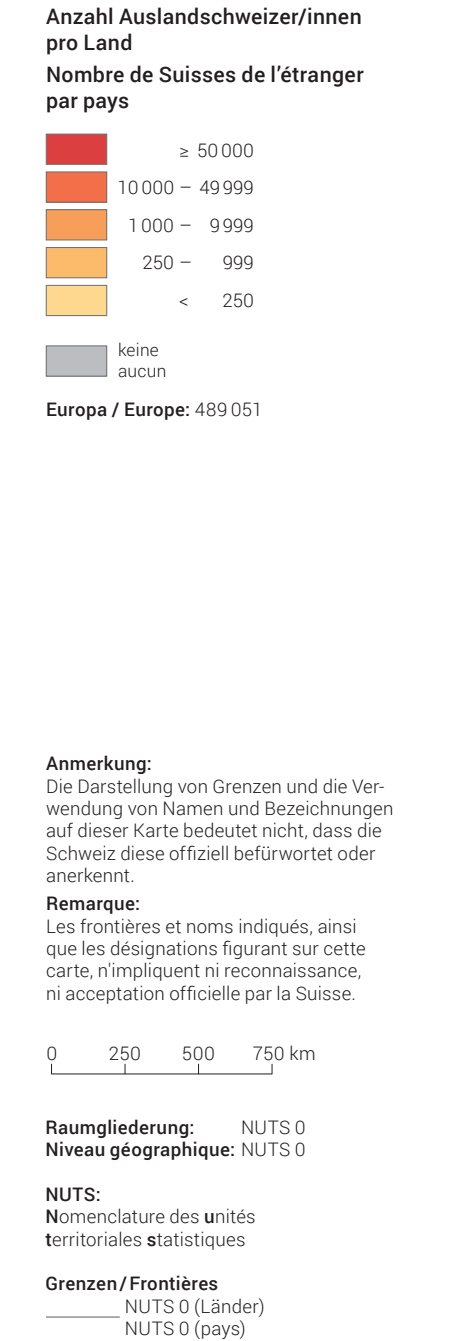 Anzahl Auslandschweizer/innen
pro Land
Nombre de Suisses de l'étranger
par pays
≥ 50 000
10 000 – 49 999
1 000 – 9 999
250 – 999
< 250
keine
aucun
Europa / Europe: 489 051
Anmerkung:
Die Darstellung von Grenzen und die Ver-
wendung von Namen und Bezeichnungen
auf dieser Karte bedeutet nicht, dass die
Schweiz diese offiziell befürwortet oder
anerkennt.
Remarque:
Les frontières et noms indiqués, ainsi
que les désignations figurant sur cette
carte, n'impliquent ni reconnaissance,
ni acceptation officielle par la Suisse.
0 250 500 750 km
Raumgliederung: NUTS 0
Niveau géographique: NUTS 0
NUTS:
Nomenclature des unités
territoriales statistiques
Grenzen / Frontières
NUTS 0 (Länder)
NUTS 0 (pays)